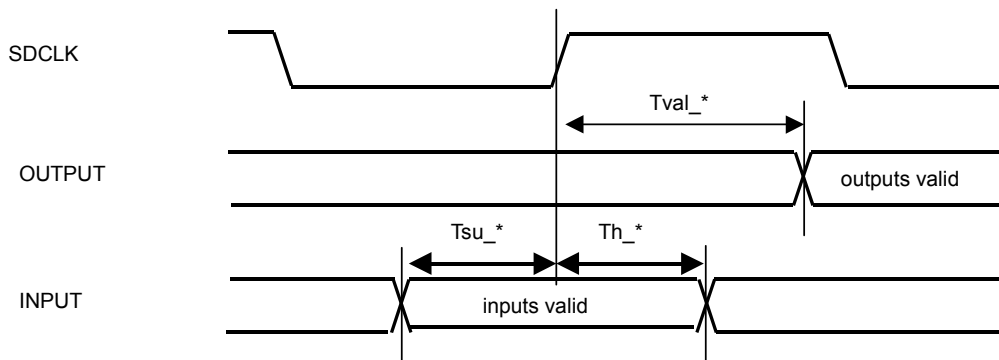 SDCLK
Tval_*
OUTPUT
outputs valid
Tsu_*
Th_*
INPUT
inputs valid